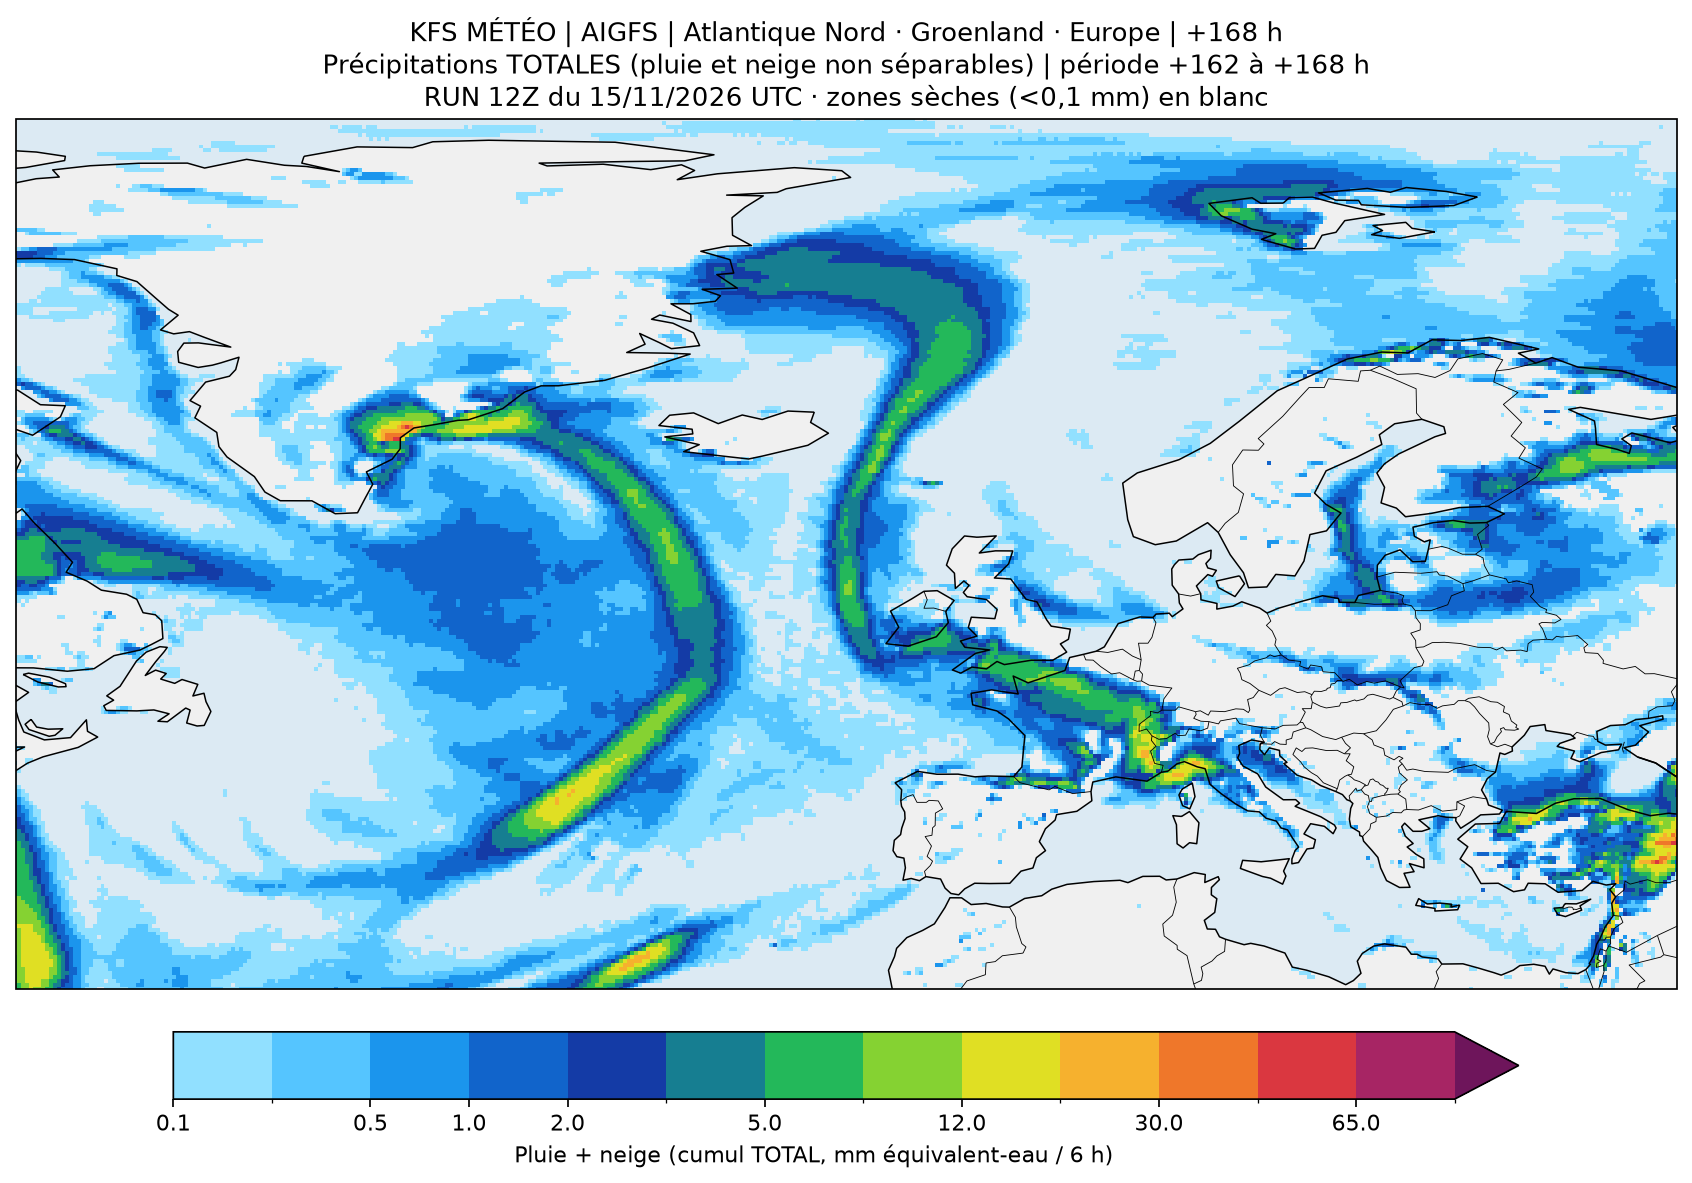 KFS MÉTÉO | AIGFS | Atlantique Nord · Groenland · Europe | +168 h
Précipitations TOTALES (pluie et neige non séparables) | période +162 à +168 h
RUN 12Z du 15/11/2026 UTC · zones sèches (<0,1 mm) en blanc
0.1 0.5 1.0 2.0 5.0 12.0 30.0 65.0
Pluie + neige (cumul TOTAL, mm équivalent-eau / 6 h)